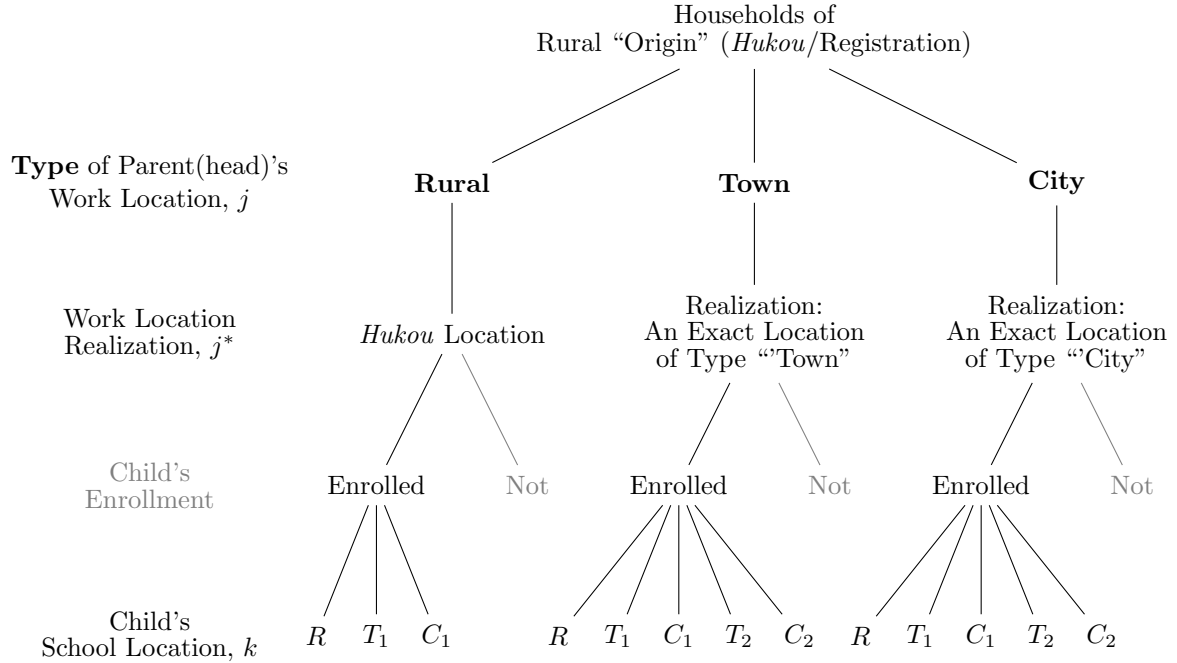 Households of
Rural “Origin” (Hukou/Registration)
Type of Parent(head)'s
Work Location, j
Rural
Town
City
Work Location
Realization, j*
Hukou Location
Realization:
An Exact Location
of Type “’Town”
Realization:
An Exact Location
of Type “’City”
Child's
Enrollment
Enrolled
Not
Enrolled
Not
Enrolled
Not
Child's
School Location, k
R T₁ C₁
R T₁ C₁ T₂ C₂
R T₁ C₁ T₂ C₂